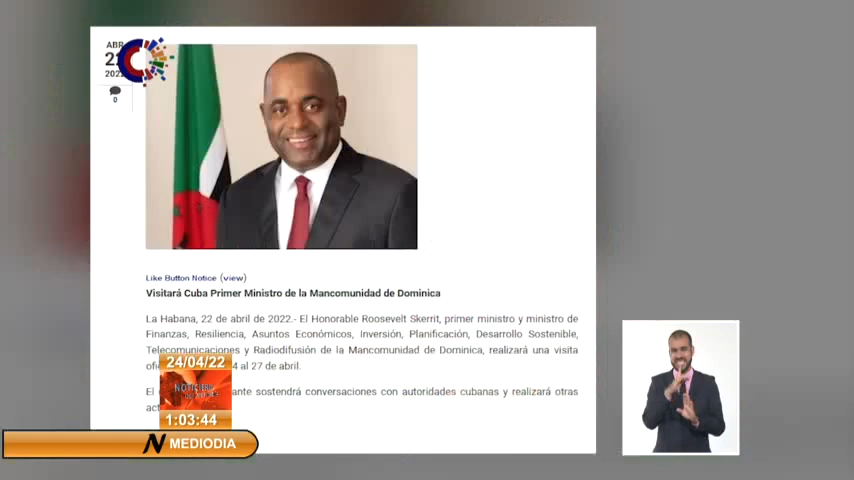 ABR
22
2022
0
Like Button Notice (view)
Visitará Cuba Primer Ministro de la Mancomunidad de Dominica
La Habana, 22 de abril de 2022.- El Honorable Roosevelt Skerrit, primer ministro y ministro de
Finanzas, Resiliencia, Asuntos Económicos, Inversión, Planificación, Desarrollo Sostenible,
Telecomunicaciones y Radiodifusión de la Mancomunidad de Dominica, realizará una visita
4 al 27 de abril.
El ante sostendrá conversaciones con autoridades cubanas y realizará otras
24/04/22
1:03:44
N MEDIODIA